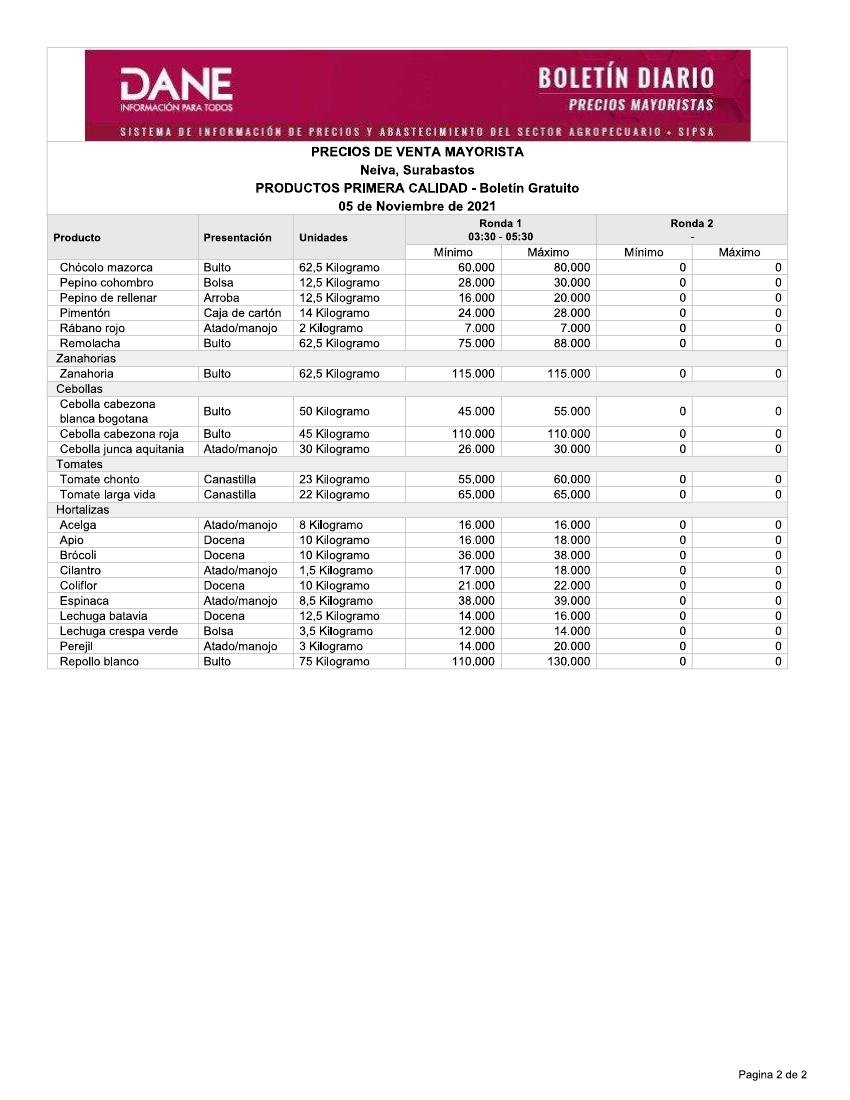 DANE
INFORMACIÓN PARA TODOS
BOLETÍN DIARIO
PRECIOS MAYORISTAS
SISTEMA DE INFORMACIÓN DE PRECIOS Y ABASTECIMIENTO DEL SECTOR AGROPECUARIO • SIPSA
PRECIOS DE VENTA MAYORISTA
Neiva, Surabastos
PRODUCTOS PRIMERA CALIDAD - Boletín Gratuito
05 de Noviembre de 2021
Producto Presentación Unidades Ronda 1 Ronda 2
03:30 - 05:30 -
Mínimo Máximo Mínimo Máximo
Chócolo mazorca Bulto 62,5 Kilogramo 60.000 80.000 0 0
Pepino cohombro Bolsa 12,5 Kilogramo 28.000 30.000 0 0
Pepino de rellenar Arroba 12,5 Kilogramo 16.000 20.000 0 0
Pimentón Caja de cartón 14 Kilogramo 24.000 28.000 0 0
Rábano rojo Atado/manojo 2 Kilogramo 7.000 7.000 0 0
Remolacha Bulto 62,5 Kilogramo 75.000 88.000 0 0
Zanahorias
Zanahoria Bulto 62,5 Kilogramo 115.000 115.000 0 0
Cebollas
Cebolla cabezona
blanca bogotana Bulto 50 Kilogramo 45.000 55.000 0 0
Cebolla cabezona roja Bulto 45 Kilogramo 110.000 110.000 0 0
Cebolla junca aquitania Atado/manojo 30 Kilogramo 26.000 30.000 0 0
Tomates
Tomate chonto Canastilla 23 Kilogramo 55.000 60.000 0 0
Tomate larga vida Canastilla 22 Kilogramo 65.000 65.000 0 0
Hortalizas
Acelga Atado/manojo 8 Kilogramo 16.000 16.000 0 0
Apio Docena 10 Kilogramo 16.000 18.000 0 0
Brócoli Docena 10 Kilogramo 36.000 38.000 0 0
Cilantro Atado/manojo 1,5 Kilogramo 17.000 18.000 0 0
Coliflor Docena 10 Kilogramo 21.000 22.000 0 0
Espinaca Atado/manojo 8,5 Kilogramo 38.000 39.000 0 0
Lechuga batavia Docena 12,5 Kilogramo 14.000 16.000 0 0
Lechuga crespa verde Bolsa 3,5 Kilogramo 12.000 14.000 0 0
Perejil Atado/manojo 3 Kilogramo 14.000 20.000 0 0
Repollo blanco Bulto 75 Kilogramo 110.000 130.000 0 0
Pagina 2 de 2